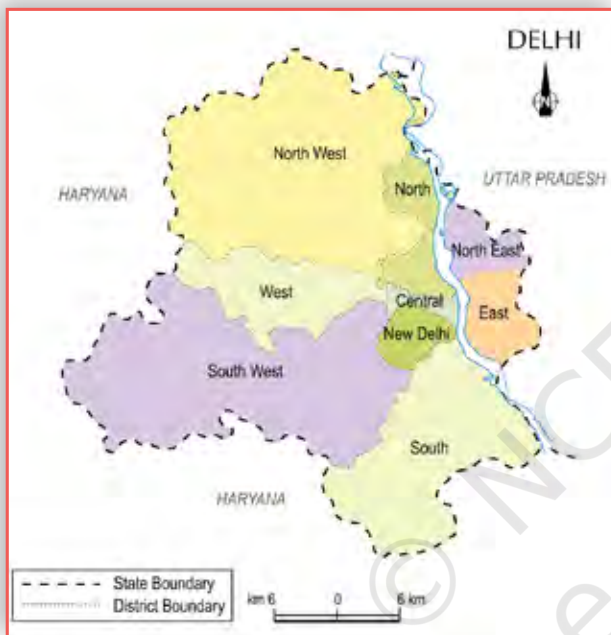 DELHI
N
North West
UTTAR PRADESH
HARYANA
North
North East
West
Central
East
New Delhi
South West
South
HARYANA
State Boundary
District Boundary
km 6 0 6 km
© NC